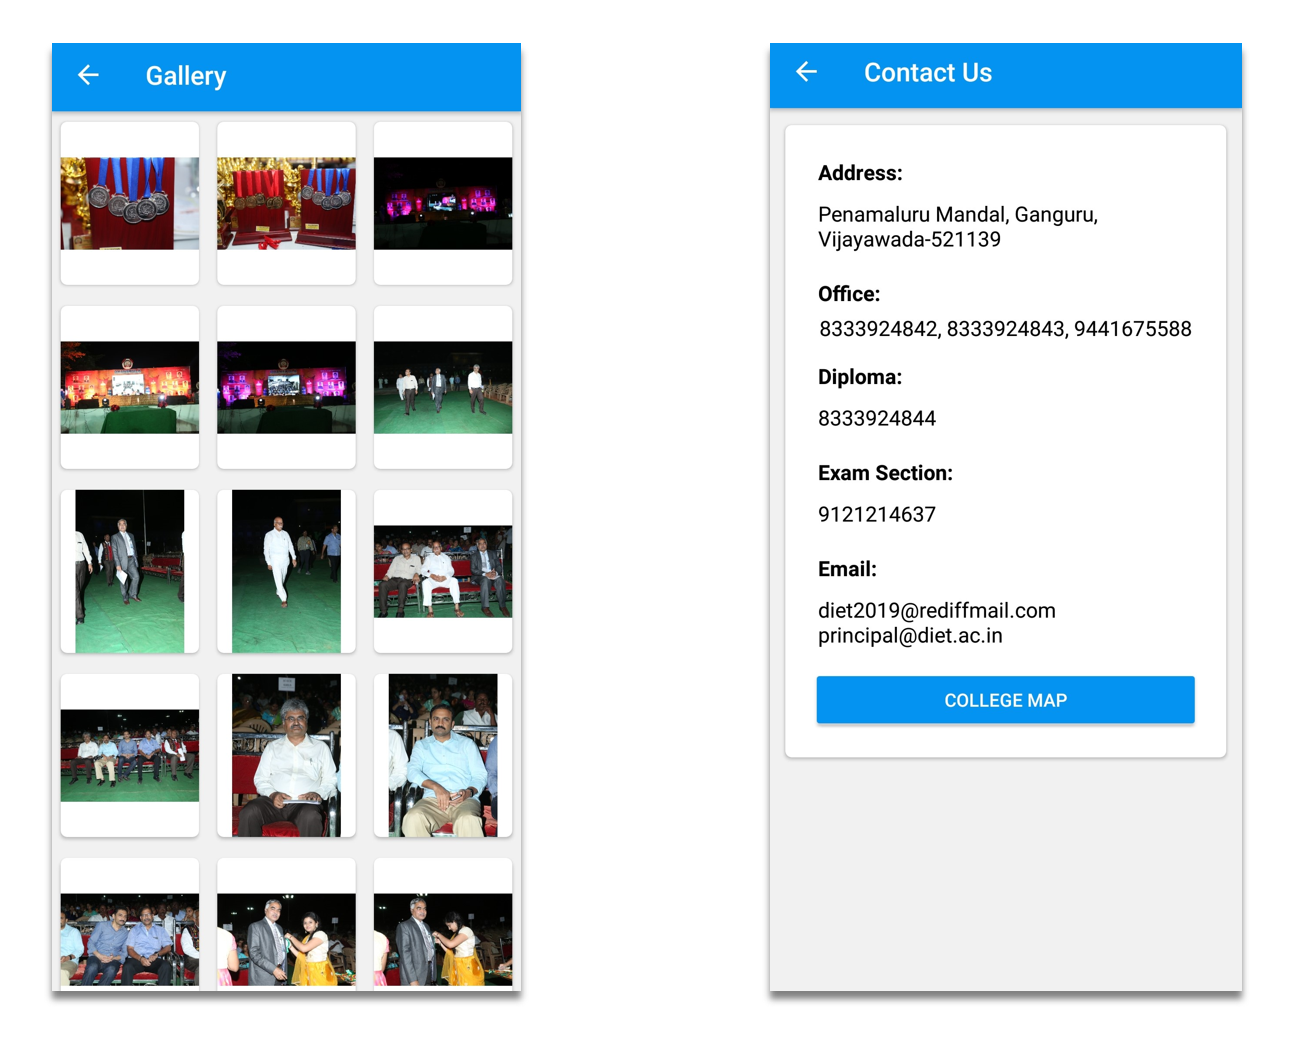 Gallery
Contact Us
Address:
Penamaluru Mandal, Ganguru,
Vijayawada-521139
Office:
8333924842, 8333924843, 9441675588
Diploma:
8333924844
Exam Section:
9121214637
Email:
diet2019@rediffmail.com
principal@diet.ac.in
COLLEGE MAP